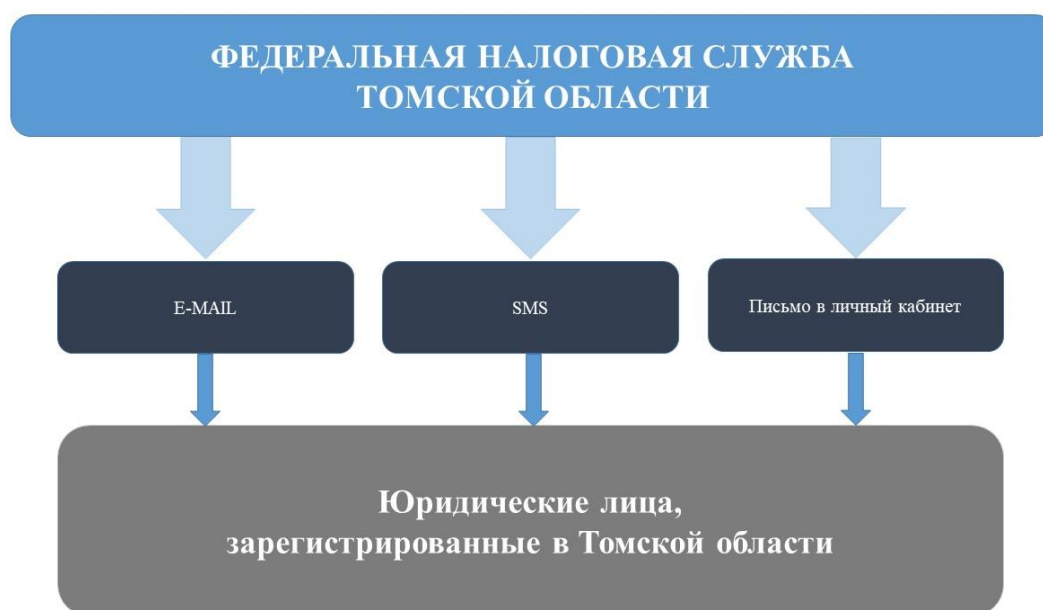 ФЕДЕРАЛЬНАЯ НАЛОГОВАЯ СЛУЖБА
ТОМСКОЙ ОБЛАСТИ
E-MAIL
SMS
Письмо в личный кабинет
Юридические лица,
зарегистрированные в Томской области